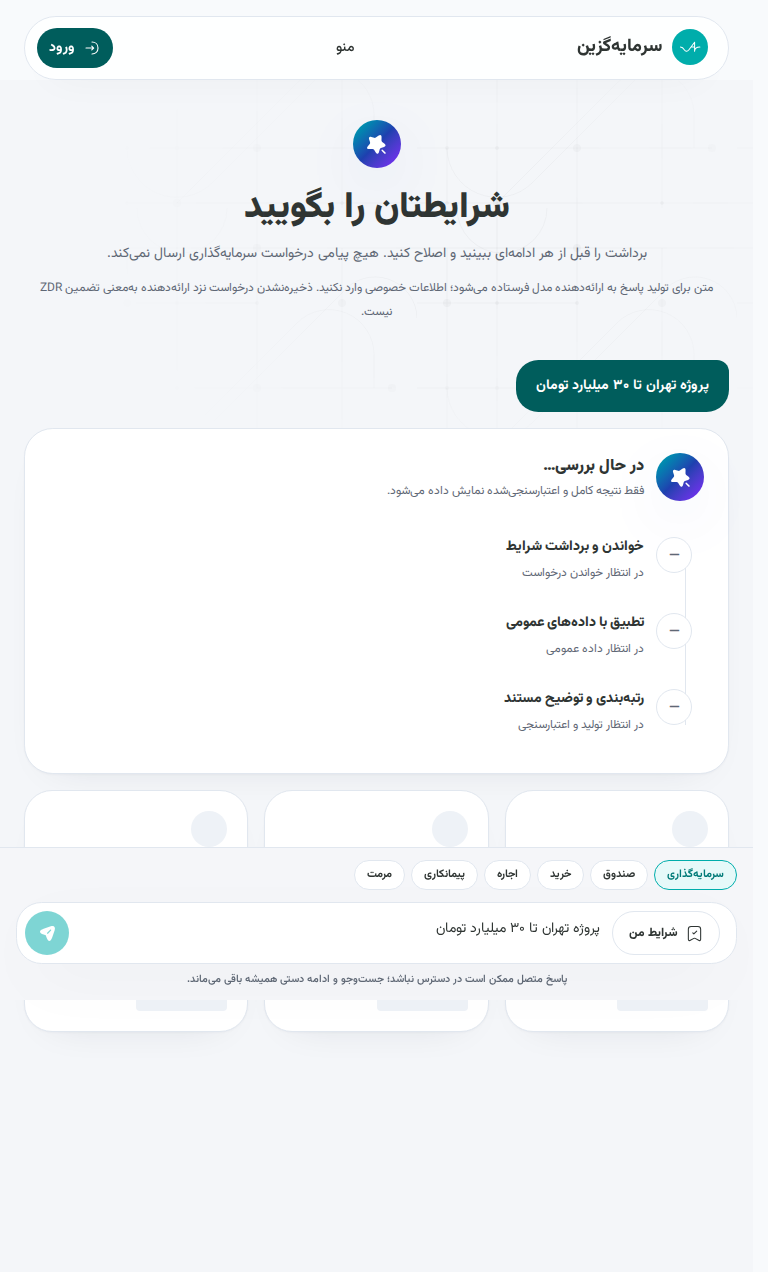 سرمایه‌گزین
منو
ورود
شرایطتان را بگویید
برداشت را قبل از هر ادامه‌ای ببینید و اصلاح کنید. هیچ پیامی درخواست سرمایه‌گذاری ارسال نمی‌کند.
متن برای تولید پاسخ به ارائه‌دهنده مدل فرستاده می‌شود؛ اطلاعات خصوصی وارد نکنید. ذخیره‌نشدن درخواست نزد ارائه‌دهنده به‌معنی تضمین ZDR
نیست.
پروژه تهران تا ۳۰ میلیارد تومان
در حال بررسی…
فقط نتیجه کامل و اعتبارسنجی‌شده نمایش داده می‌شود.
خواندن و برداشت شرایط
در انتظار خواندن درخواست
تطبیق با داده‌های عمومی
در انتظار داده عمومی
رتبه‌بندی و توضیح مستند
در انتظار تولید و اعتبارسنجی
سرمایه‌گذاری
صندوق
خرید
اجاره
پیمانکاری
مرمت
شرایط من
پروژه تهران تا ۳۰ میلیارد تومان
پاسخ متصل ممکن است در دسترس نباشد؛ جست‌وجو و ادامه دستی همیشه باقی می‌ماند.